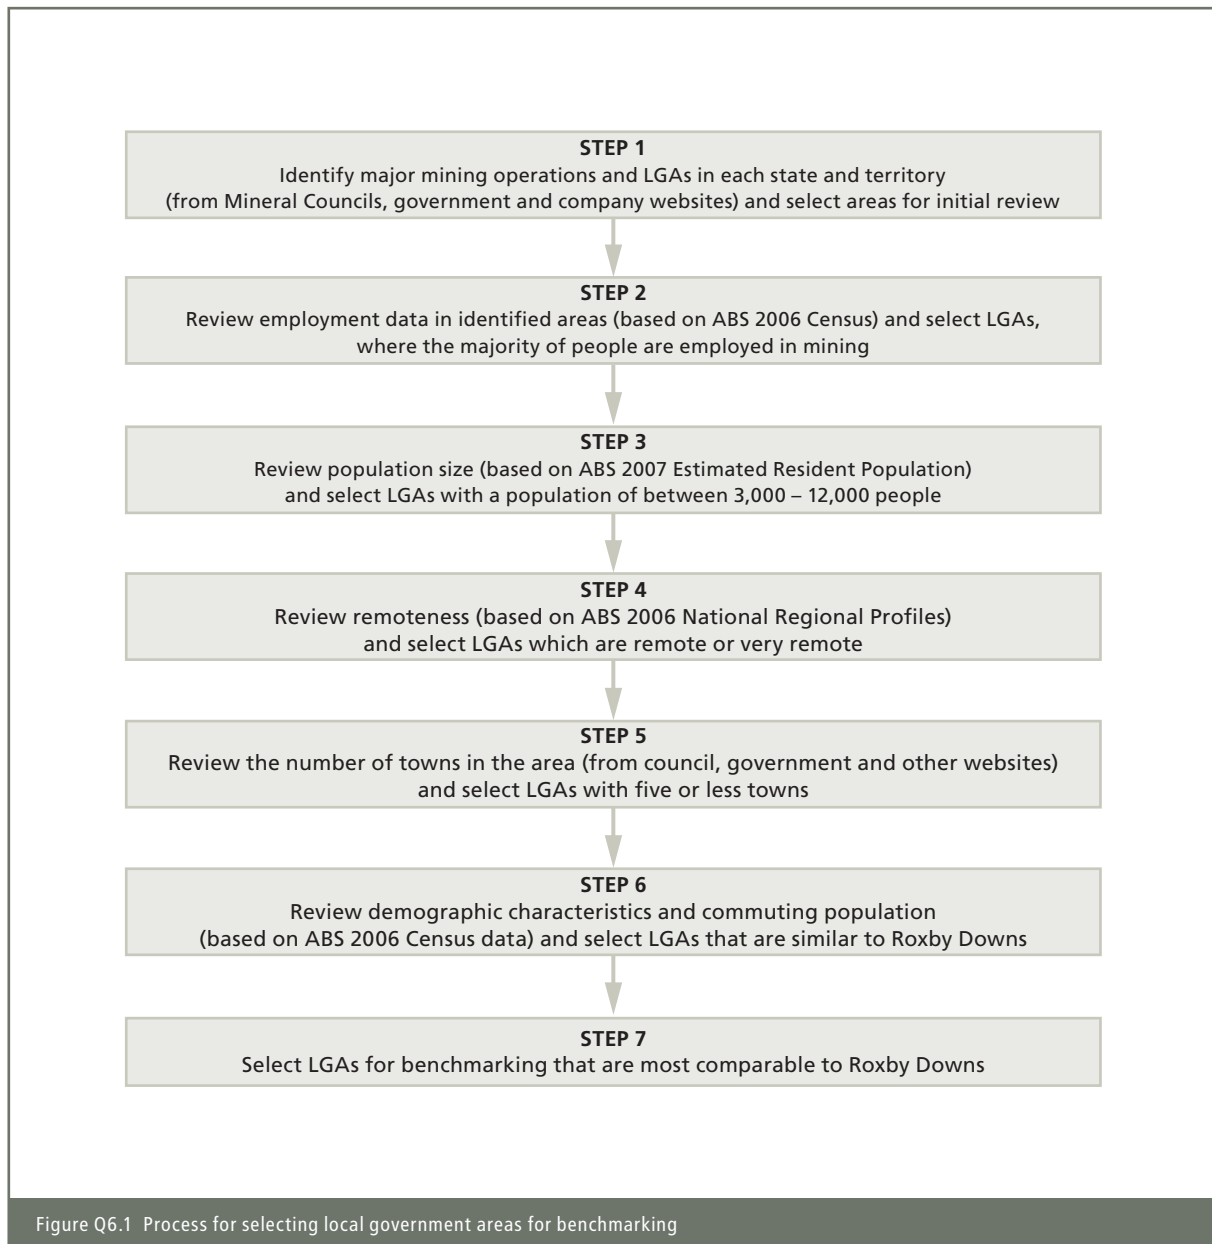 STEP 1
Identify major mining operations and LGAs in each state and territory
(from Mineral Councils, government and company websites) and select areas for initial review
STEP 2
Review employment data in identified areas (based on ABS 2006 Census) and select LGAs,
where the majority of people are employed in mining
STEP 3
Review population size (based on ABS 2007 Estimated Resident Population)
and select LGAs with a population of between 3,000 – 12,000 people
STEP 4
Review remoteness (based on ABS 2006 National Regional Profiles)
and select LGAs which are remote or very remote
STEP 5
Review the number of towns in the area (from council, government and other websites)
and select LGAs with five or less towns
STEP 6
Review demographic characteristics and commuting population
(based on ABS 2006 Census data) and select LGAs that are similar to Roxby Downs
STEP 7
Select LGAs for benchmarking that are most comparable to Roxby Downs
Figure Q6.1 Process for selecting local government areas for benchmarking